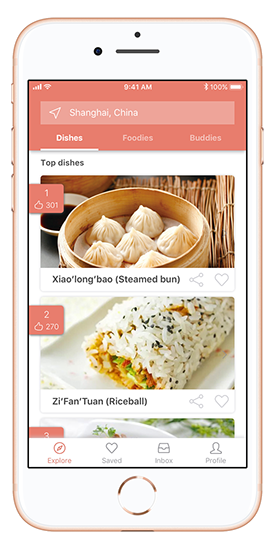 9:41 AM
100%
Shanghai, China
Dishes
Foodies
Buddies
Top dishes
1
301
Xiao'long'bao (Steamed bun)
2
270
Zi'Fan'Tuan (Riceball)
3
Explore
Saved
Inbox
Profile